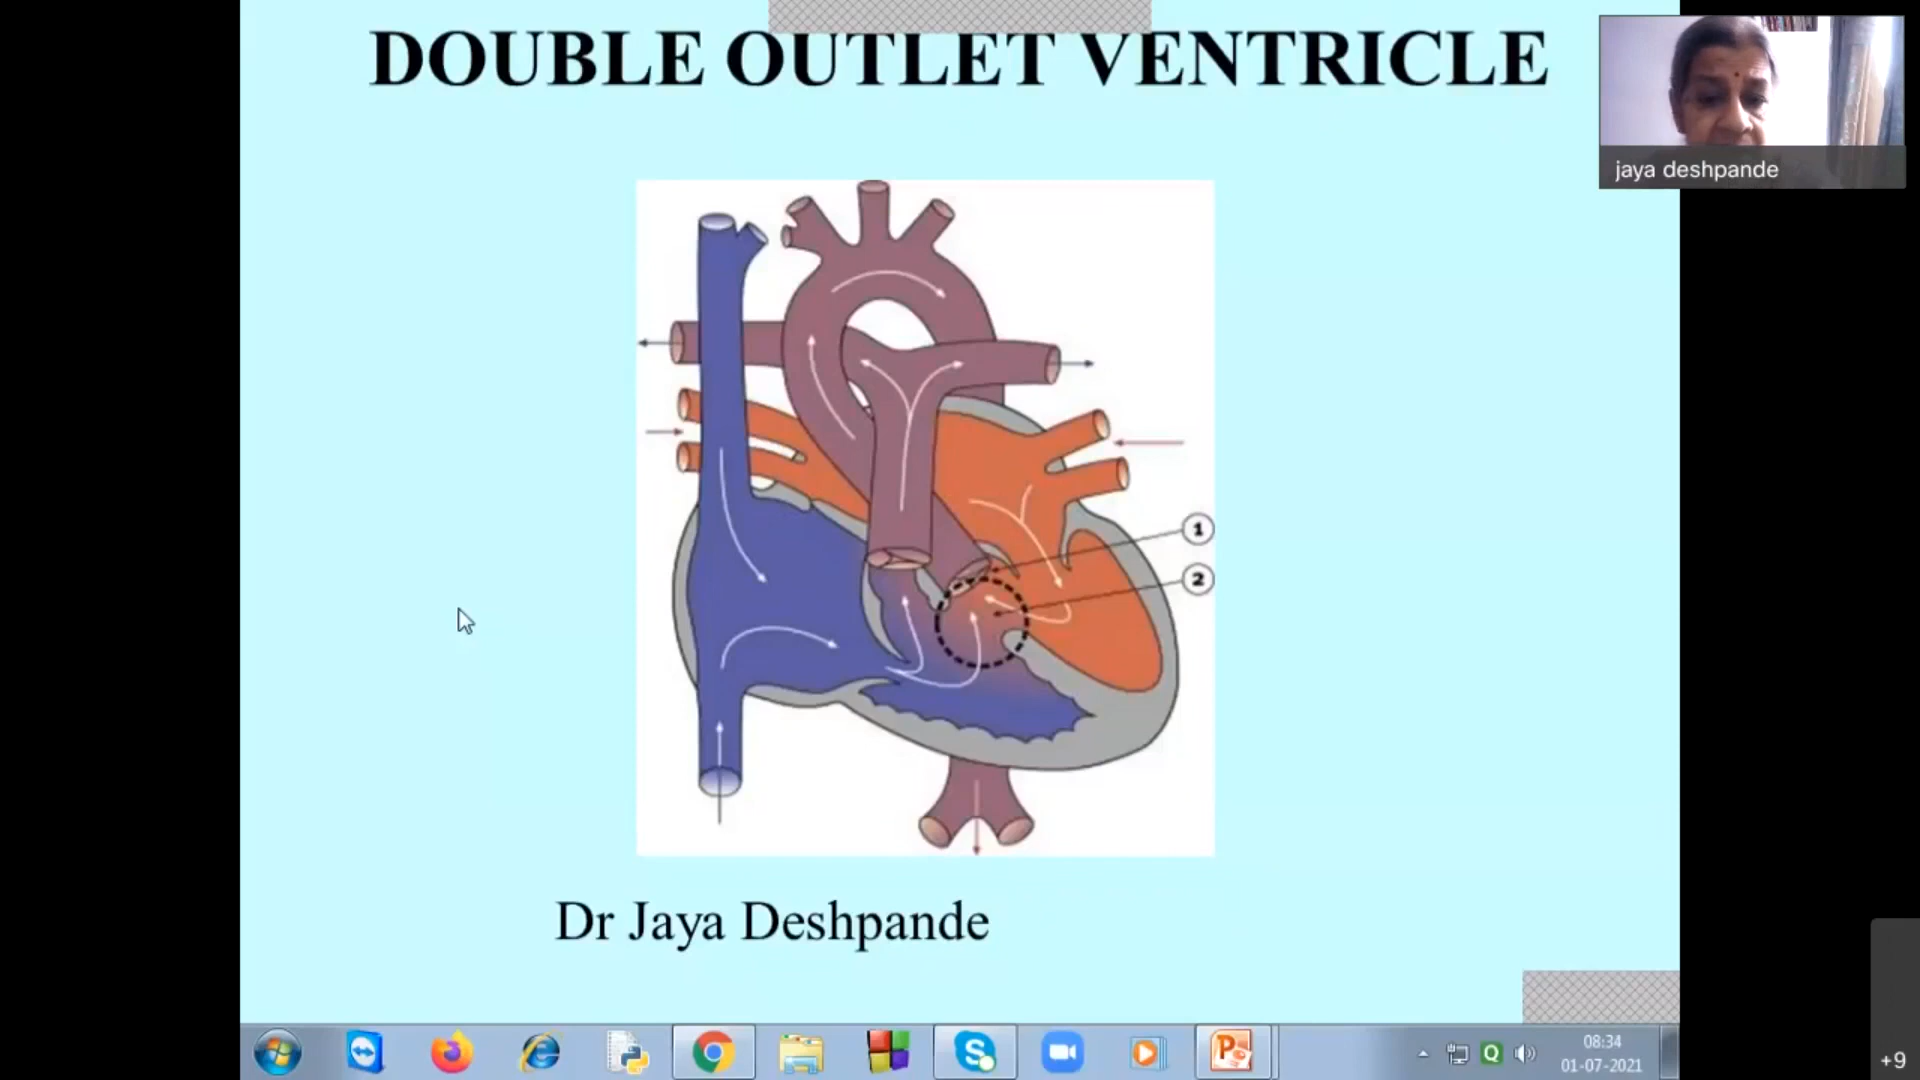 DOUBLE OUTLET VENTRICLE
jaya deshpande
1
2
Dr Jaya Deshpande
08:34
01-07-2021
+9